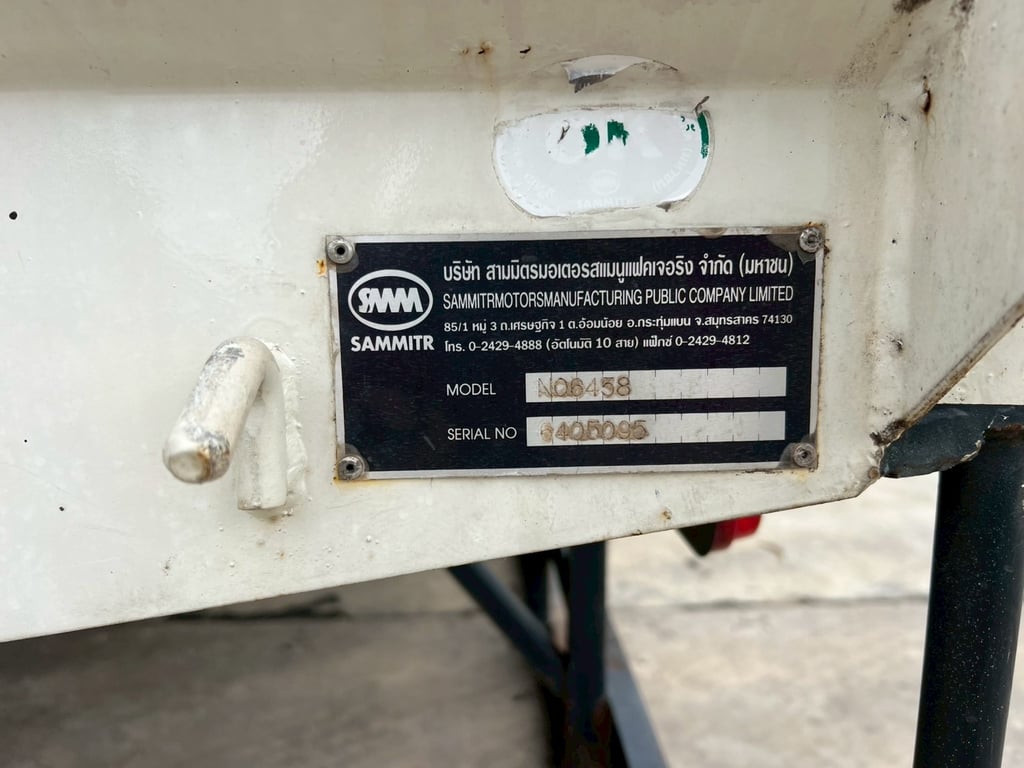 SAMMITR
SMM
SAMMITR
บริษัท สามมิตรมอเตอรสแมนูแฟคเจอริง จำกัด (มหาชน)
SAMMITRMOTORSMANUFACTURING PUBLIC COMPANY LIMITED
85/1 หมู่ 3 ถ.เศรษฐกิจ 1 ต.อ้อมน้อย อ.กระทุ่มแบน จ.สมุทรสาคร 74130
โทร. 0-2429-4888 (อัตโนมัติ 10 สาย) แฟ็กซ์ 0-2429-4812
MODEL NO6458
SERIAL NO